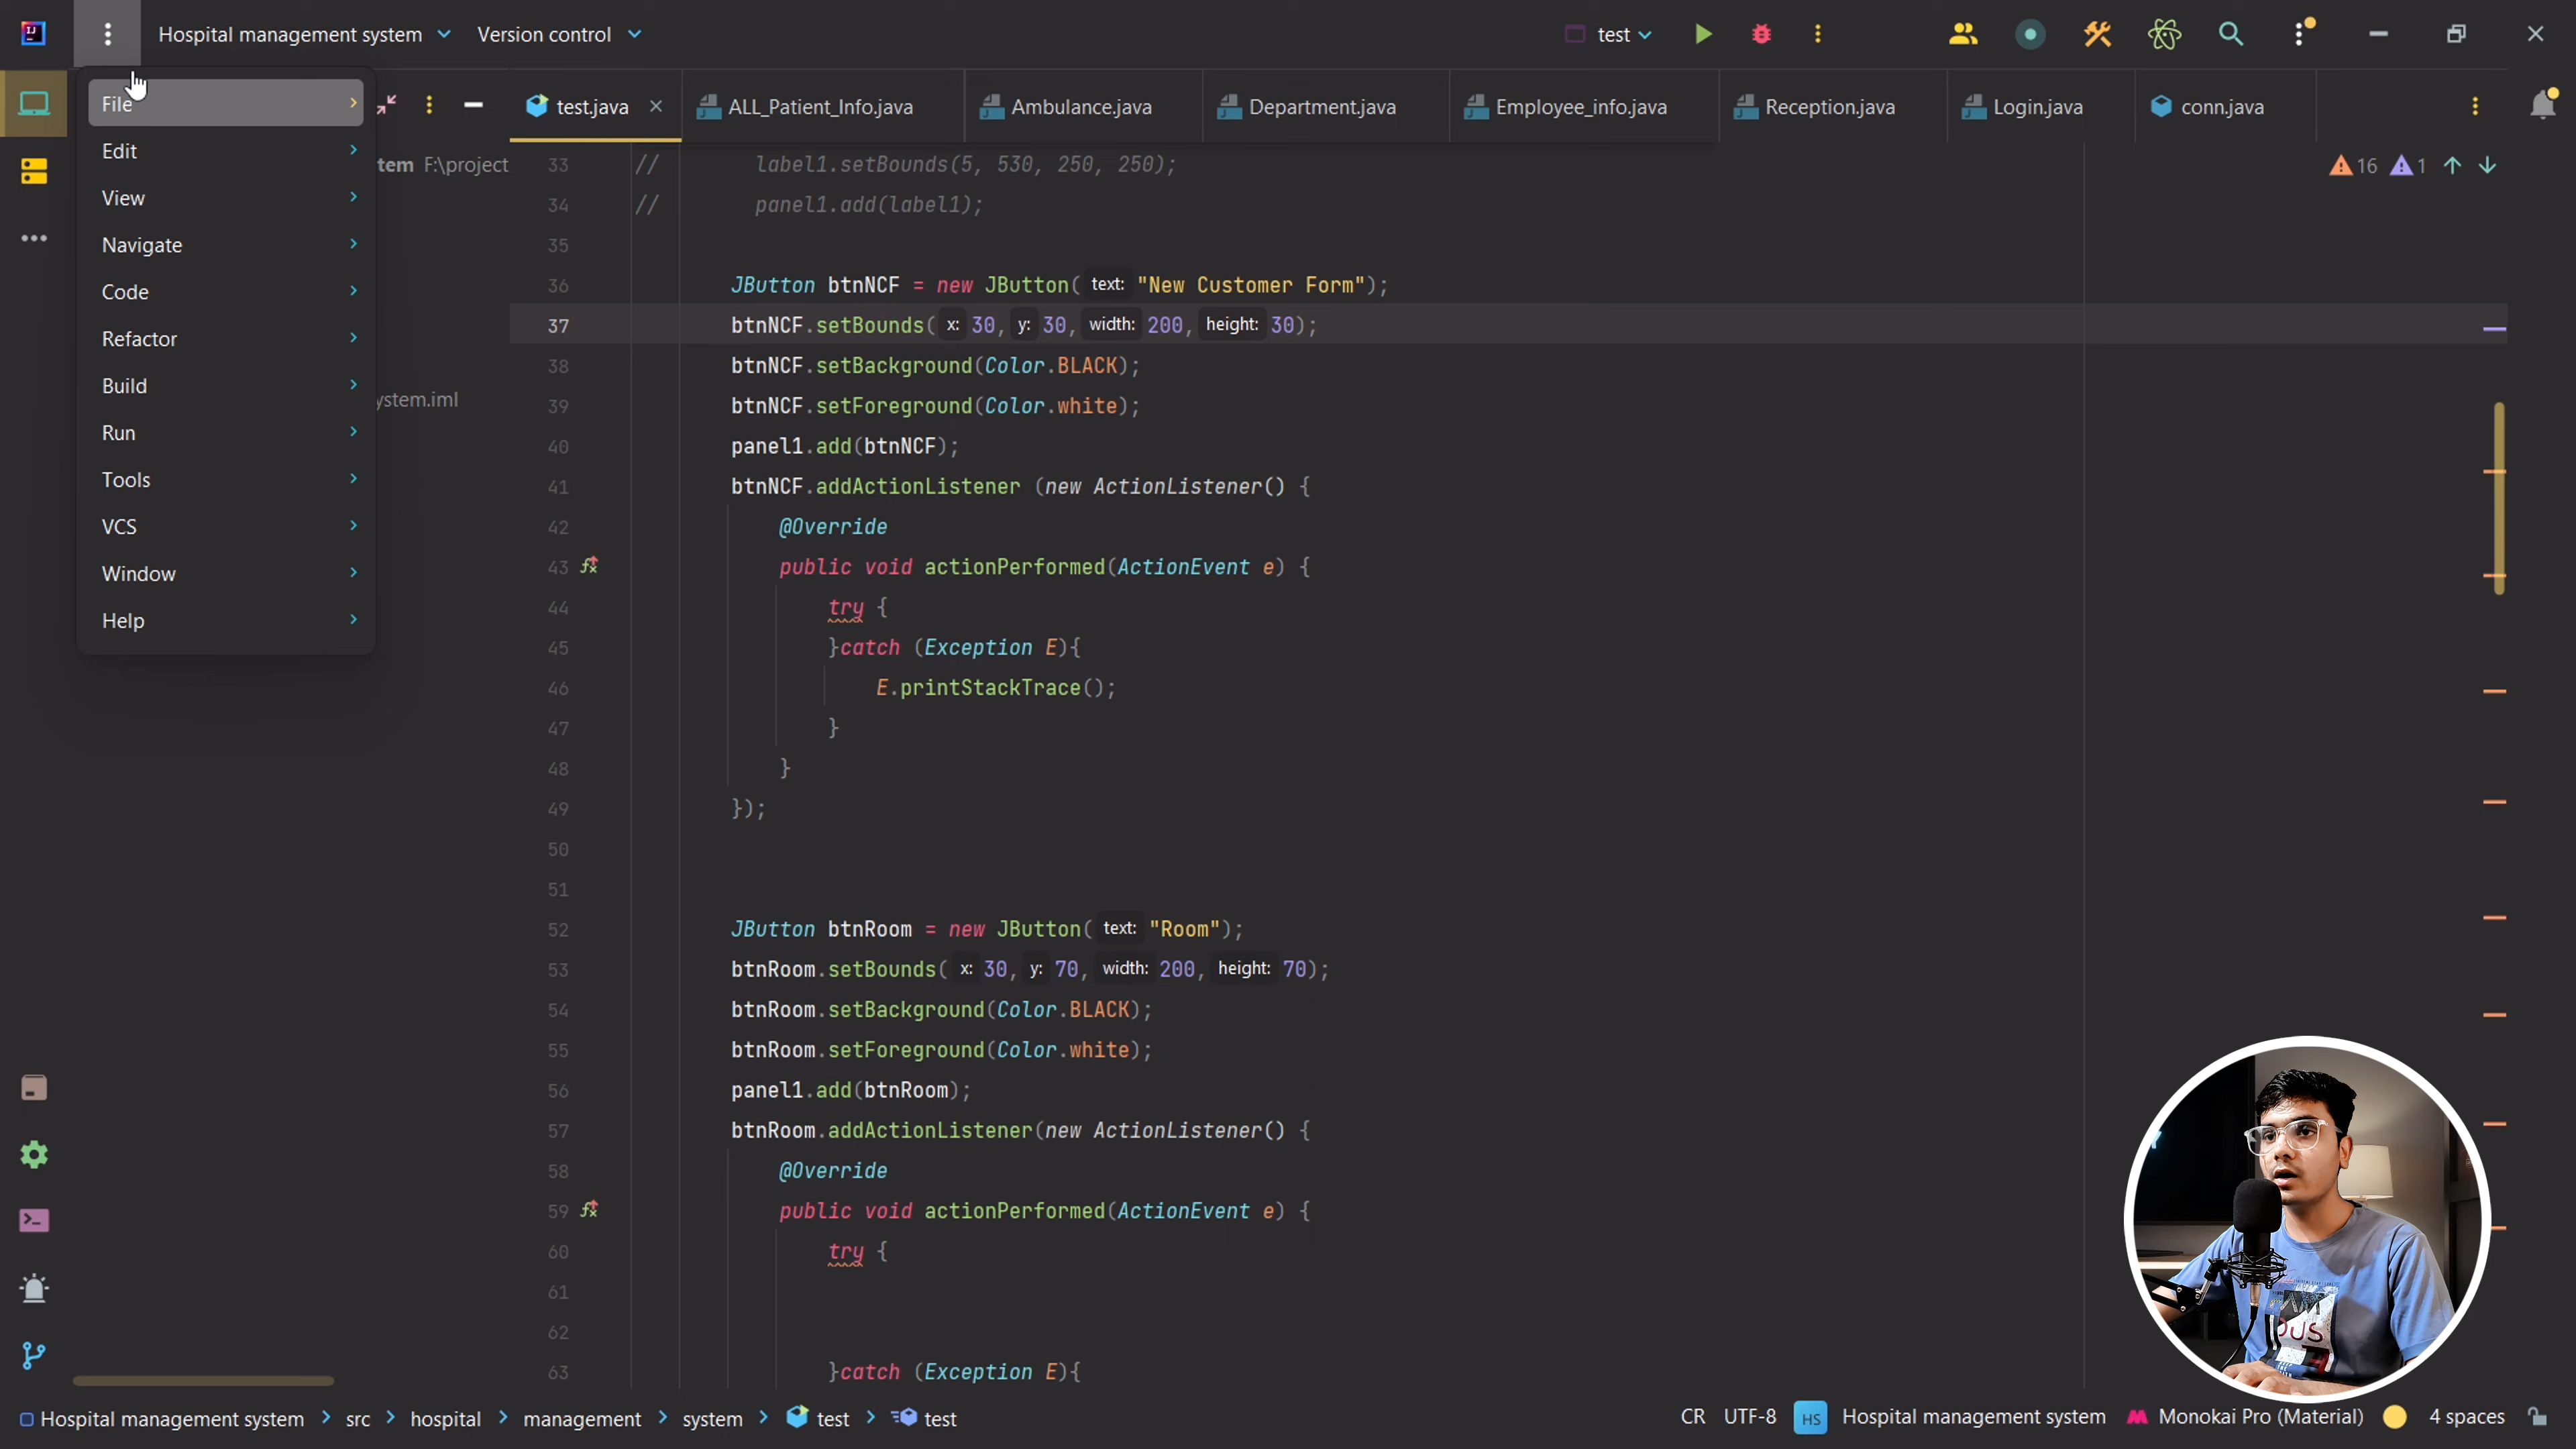 Hospital management system
Version control
test
File
Edit
View
Navigate
Code
Refactor
Build
Run
Tools
VCS
Window
Help
tem F:\project
ystem.iml
test.java
ALL_Patient_Info.java
Ambulance.java
Department.java
Employee_info.java
Reception.java
Login.java
conn.java
16 1
33 // label1.setBounds(5, 530, 250, 250);
34 // panel1.add(label1);
35
36 JButton btnNCF = new JButton( text: "New Customer Form");
37 btnNCF.setBounds( x: 30, y: 30, width: 200, height: 30);
38 btnNCF.setBackground(Color.BLACK);
39 btnNCF.setForeground(Color.white);
40 panel1.add(btnNCF);
41 btnNCF.addActionListener (new ActionListener() {
42 @Override
43 public void actionPerformed(ActionEvent e) {
44 try {
45 }catch (Exception E){
46 E.printStackTrace();
47 }
48 }
49 });
50
51
52 JButton btnRoom = new JButton( text: "Room");
53 btnRoom.setBounds( x: 30, y: 70, width: 200, height: 70);
54 btnRoom.setBackground(Color.BLACK);
55 btnRoom.setForeground(Color.white);
56 panel1.add(btnRoom);
57 btnRoom.addActionListener(new ActionListener() {
58 @Override
59 public void actionPerformed(ActionEvent e) {
60 try {
61
62
63 }catch (Exception E){
Hospital management system > src > hospital > management > system > test > test
CR UTF-8 HS Hospital management system Monokai Pro (Material) 4 spaces